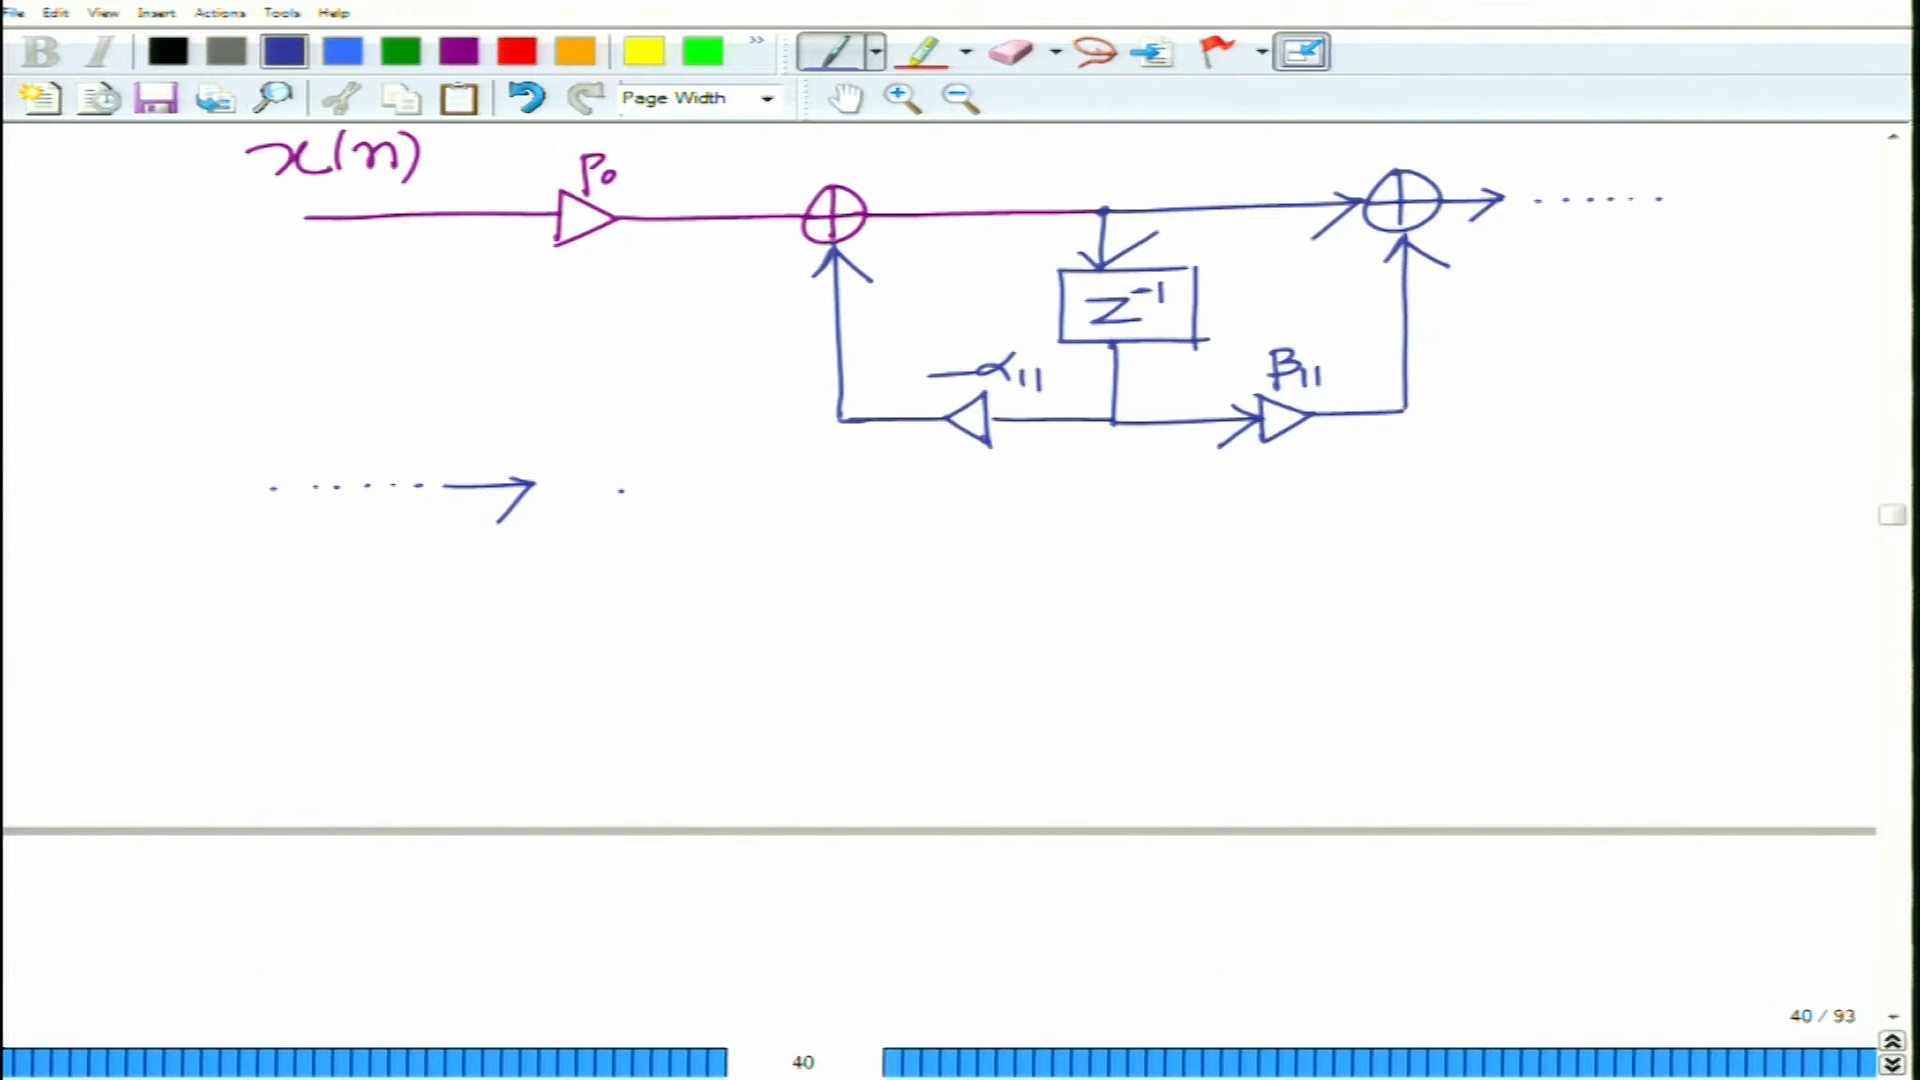 File Edit View Insert Actions Tools Help
B I
Page Width
x(n)
P₀
Z⁻¹
-α₁₁
β₁₁
40 / 93
40